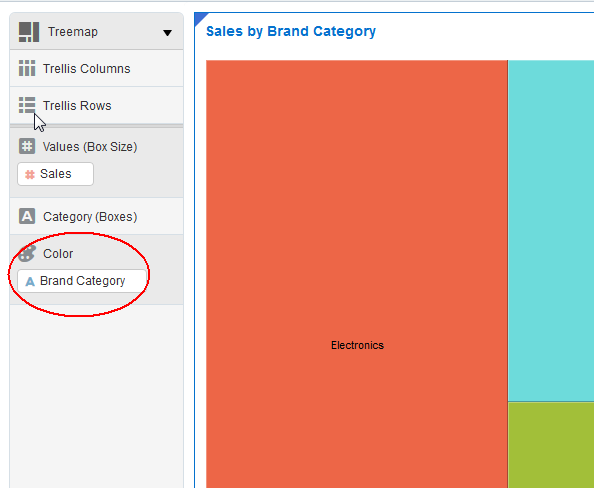 Treemap
Sales by Brand Category
Trellis Columns
Trellis Rows
# Values (Box Size)
# Sales
A Category (Boxes)
Color
A Brand Category
Electronics